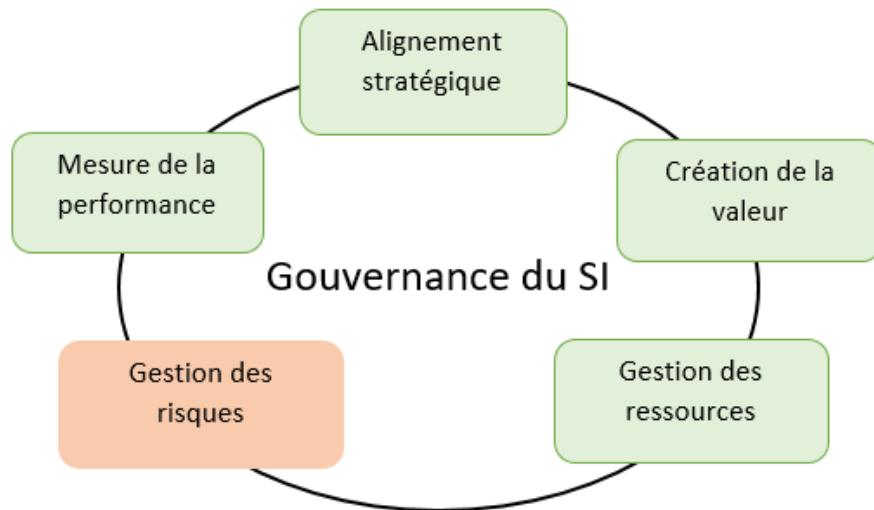 Alignement
stratégique
Mesure de la
performance
Création de la
valeur
Gouvernance du SI
Gestion des
risques
Gestion des
ressources